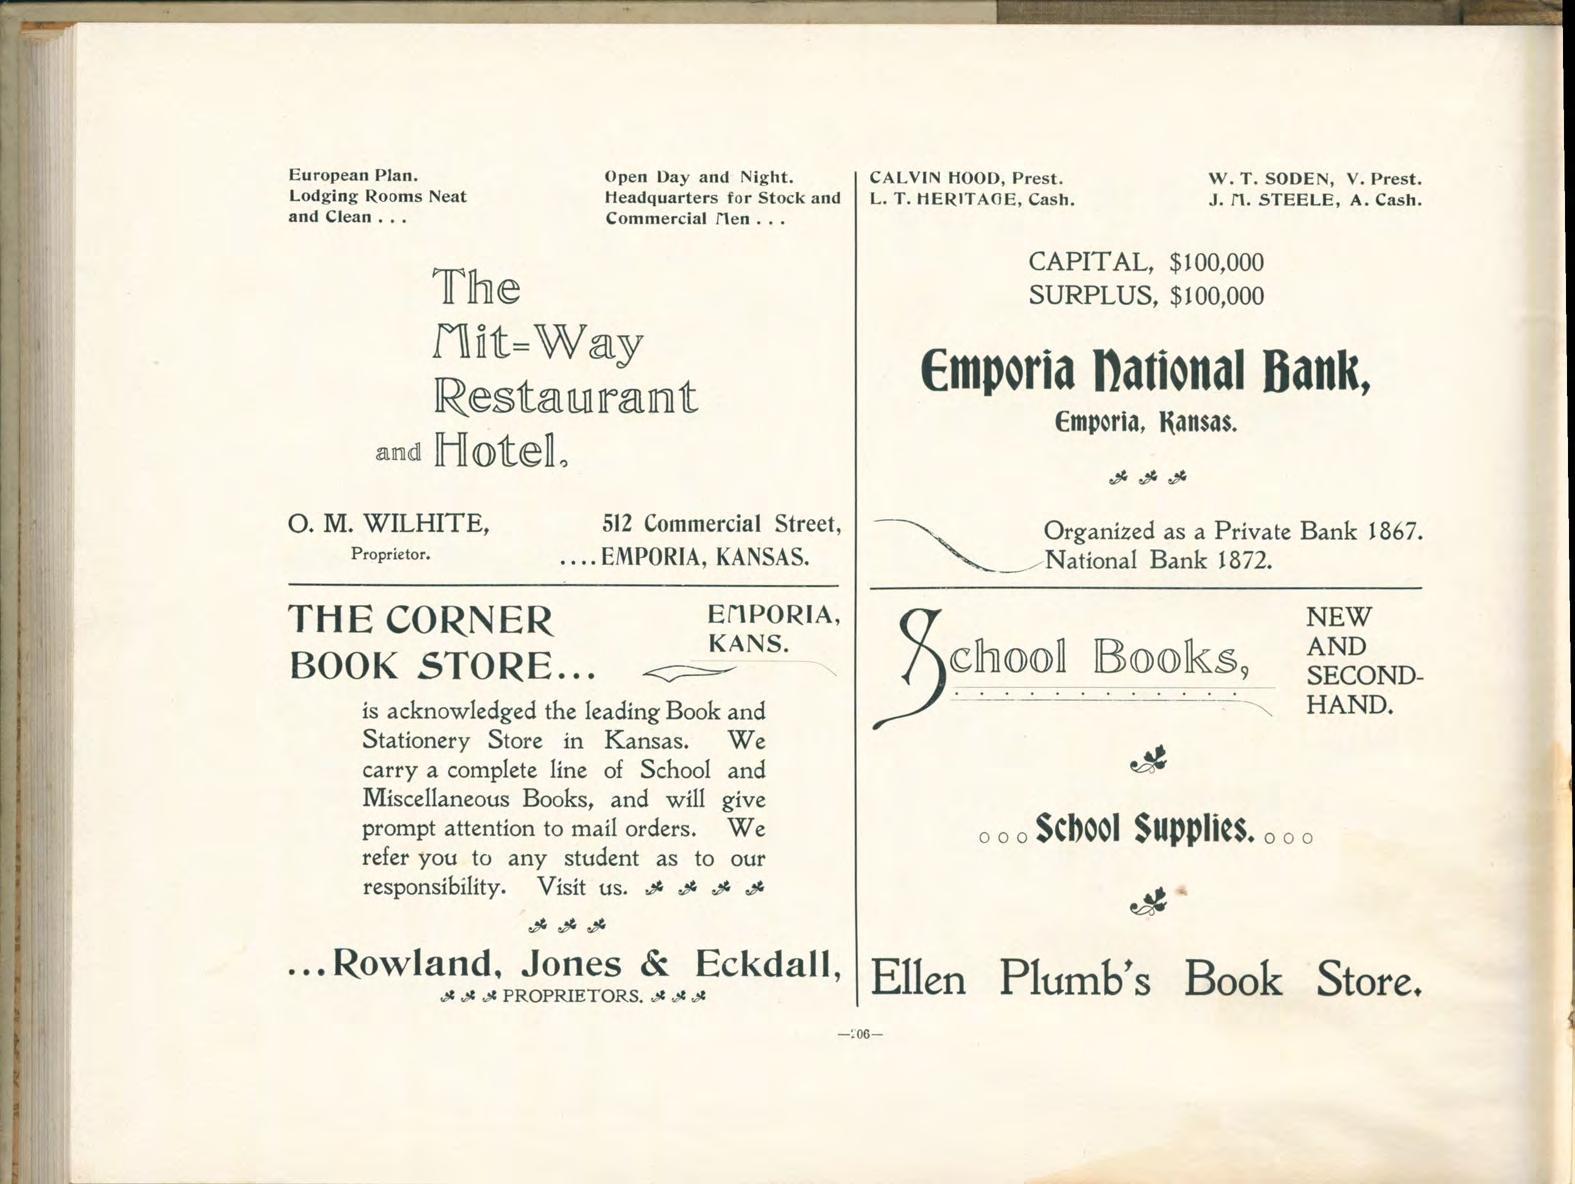 European Plan.
Lodging Rooms Neat
and Clean . . .
Open Day and Night.
Headquarters for Stock and
Commercial Men . . .
The
Mit=Way
Restaurant
and Hotel.
O. M. WILHITE,
Proprietor.
512 Commercial Street,
....EMPORIA, KANSAS.
THE CORNER
BOOK STORE...
EMPORIA,
KANS.
is acknowledged the leading Book and
Stationery Store in Kansas. We
carry a complete line of School and
Miscellaneous Books, and will give
prompt attention to mail orders. We
refer you to any student as to our
responsibility. Visit us.
...Rowland, Jones & Eckdall,
PROPRIETORS.
CALVIN HOOD, Prest.
L. T. HERITAGE, Cash.
W. T. SODEN, V. Prest.
J. M. STEELE, A. Cash.
CAPITAL, $100,000
SURPLUS, $100,000
Emporia National Bank,
Emporia, Kansas.
Organized as a Private Bank 1867.
National Bank 1872.
School Books,
NEW
AND
SECOND-
HAND.
ooo School Supplies. ooo
Ellen Plumb's Book Store.